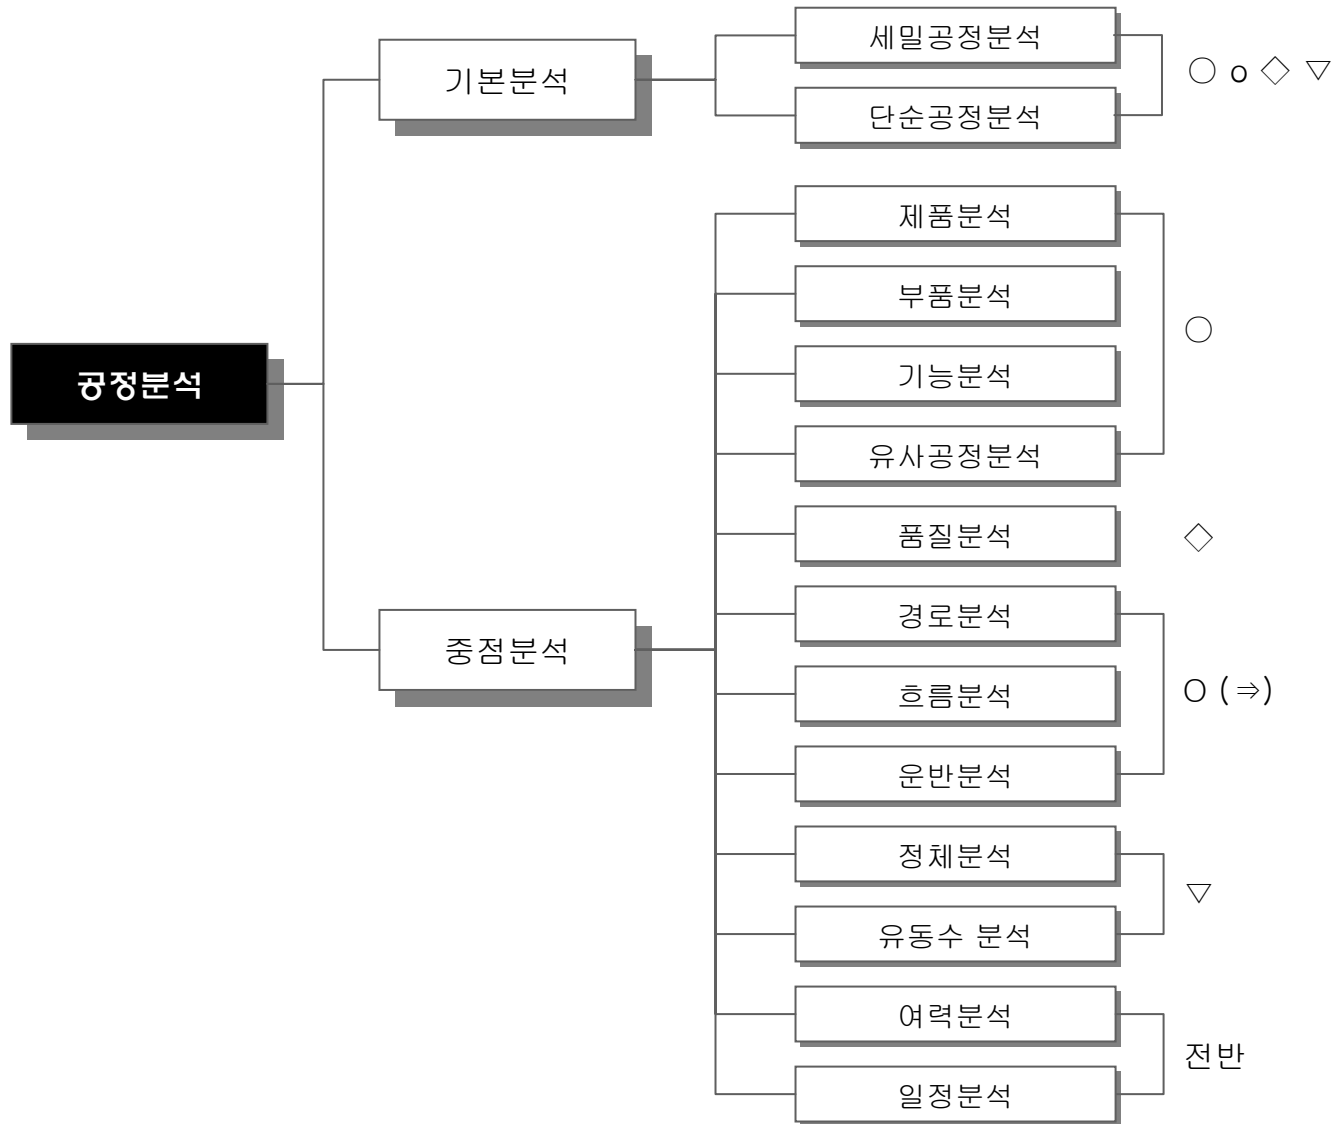 세밀공정분석
기본분석
○ o ◇ ▽
단순공정분석
제품분석
부품분석
○
기능분석
공정분석
유사공정분석
품질분석
◇
경로분석
중점분석
흐름분석
O (⇒)
운반분석
정체분석
▽
유동수 분석
여력분석
전반
일정분석